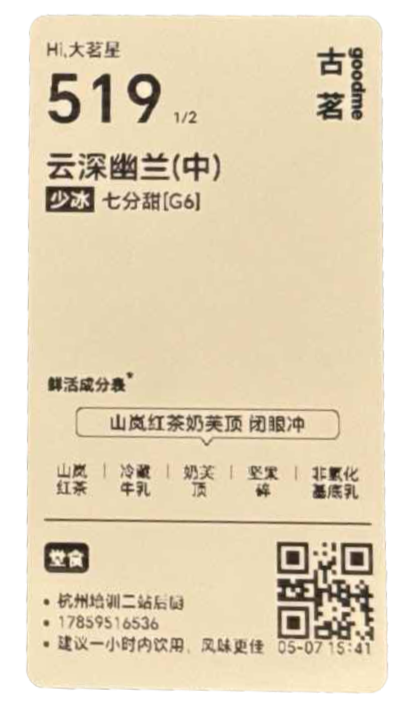 Hi,大茗星
古茗
goodme
519 1/2
云深幽兰(中)
少冰 七分甜[G6]
鲜活成分表*
山岚红茶奶芙顶 闭眼冲
山岚红茶 | 冷藏牛乳 | 奶芙顶 | 坚果碎 | 非氢化基底乳
堂食
• 杭州培训二站后厨
• 17859516536
• 建议一小时内饮用，风味更佳 05-07 15:41